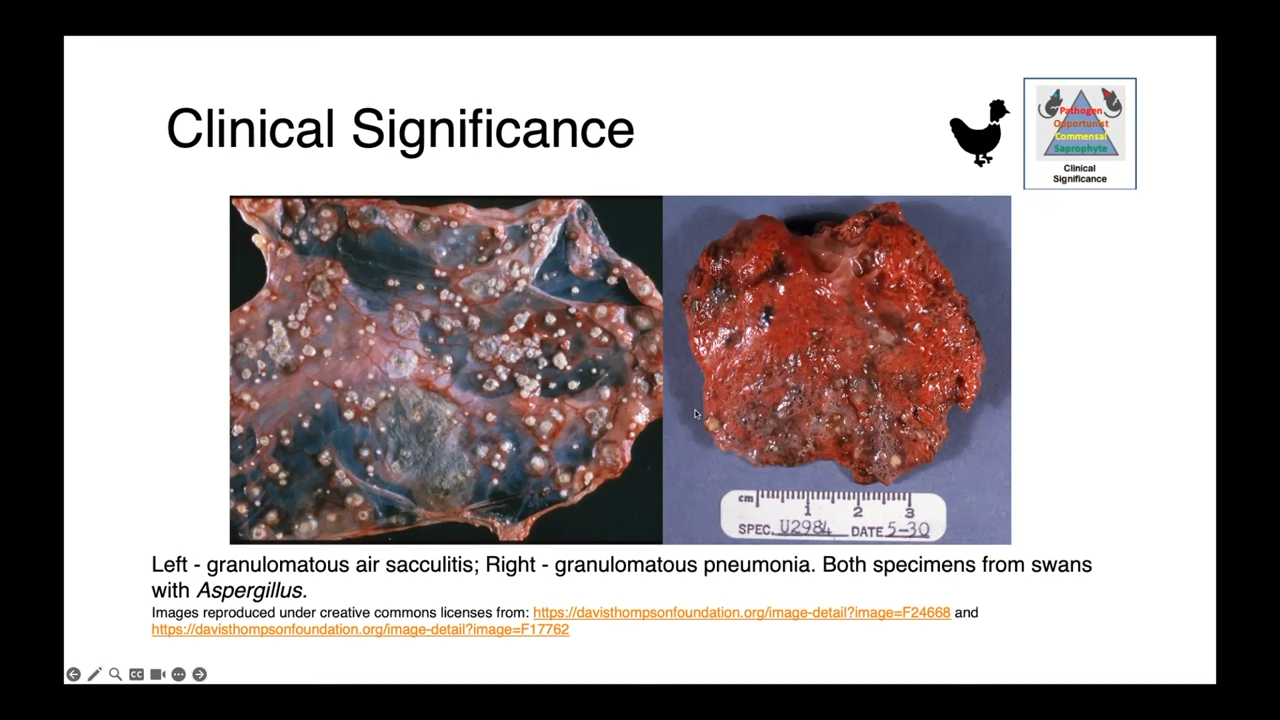 Clinical Significance
Pathogen
Opportunist
Commensal
Saprophyte
Clinical
Significance
cm
1 2 3
SPEC. U2984 DATE 5-30
Left - granulomatous air sacculitis; Right - granulomatous pneumonia. Both specimens from swans
with Aspergillus.
Images reproduced under creative commons licenses from: https://davisthompsonfoundation.org/image-detail?image=F24668 and
https://davisthompsonfoundation.org/image-detail?image=F17762
CC